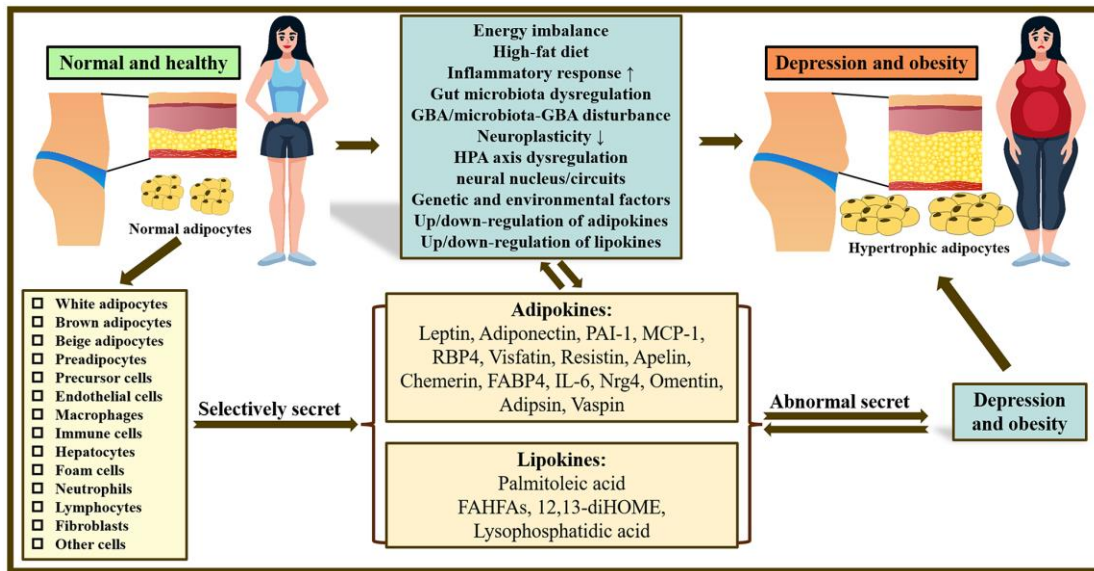 Normal and healthy
Normal adipocytes
Energy imbalance
High-fat diet
Inflammatory response ↑
Gut microbiota dysregulation
GBA/microbiota-GBA disturbance
Neuroplasticity ↓
HPA axis dysregulation
neural nucleus/circuits
Genetic and environmental factors
Up/down-regulation of adipokines
Up/down-regulation of lipokines
Depression and obesity
Hypertrophic adipocytes
White adipocytes
Brown adipocytes
Beige adipocytes
Preadipocytes
Precursor cells
Endothelial cells
Macrophages
Immune cells
Hepatocytes
Foam cells
Neutrophils
Lymphocytes
Fibroblasts
Other cells
Selectively secret
Adipokines:
Leptin, Adiponectin, PAI-1, MCP-1,
RBP4, Visfatin, Resistin, Apelin,
Chemerin, FABP4, IL-6, Nrg4, Omentin,
Adipsin, Vaspin
Lipokines:
Palmitoleic acid
FAHFAs, 12,13-diHOME,
Lysophosphatidic acid
Abnormal secret
Depression
and obesity